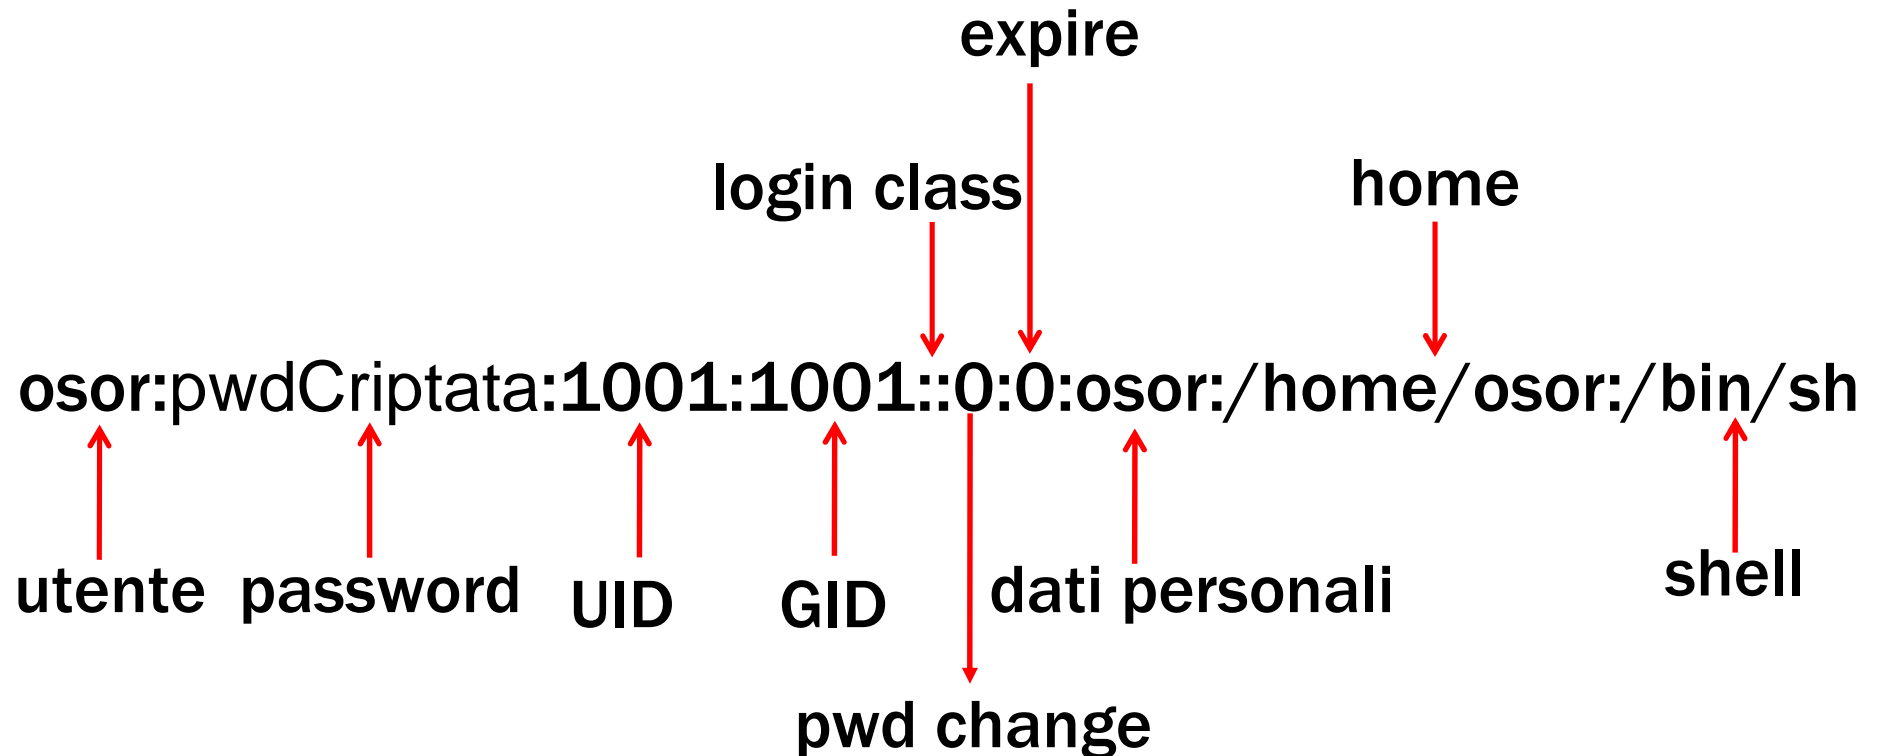 expire
login class
home
osor:pwdCriptata:1001:1001::0:0:osor:/home/osor:/bin/sh
utente password UID GID dati personali shell
pwd change